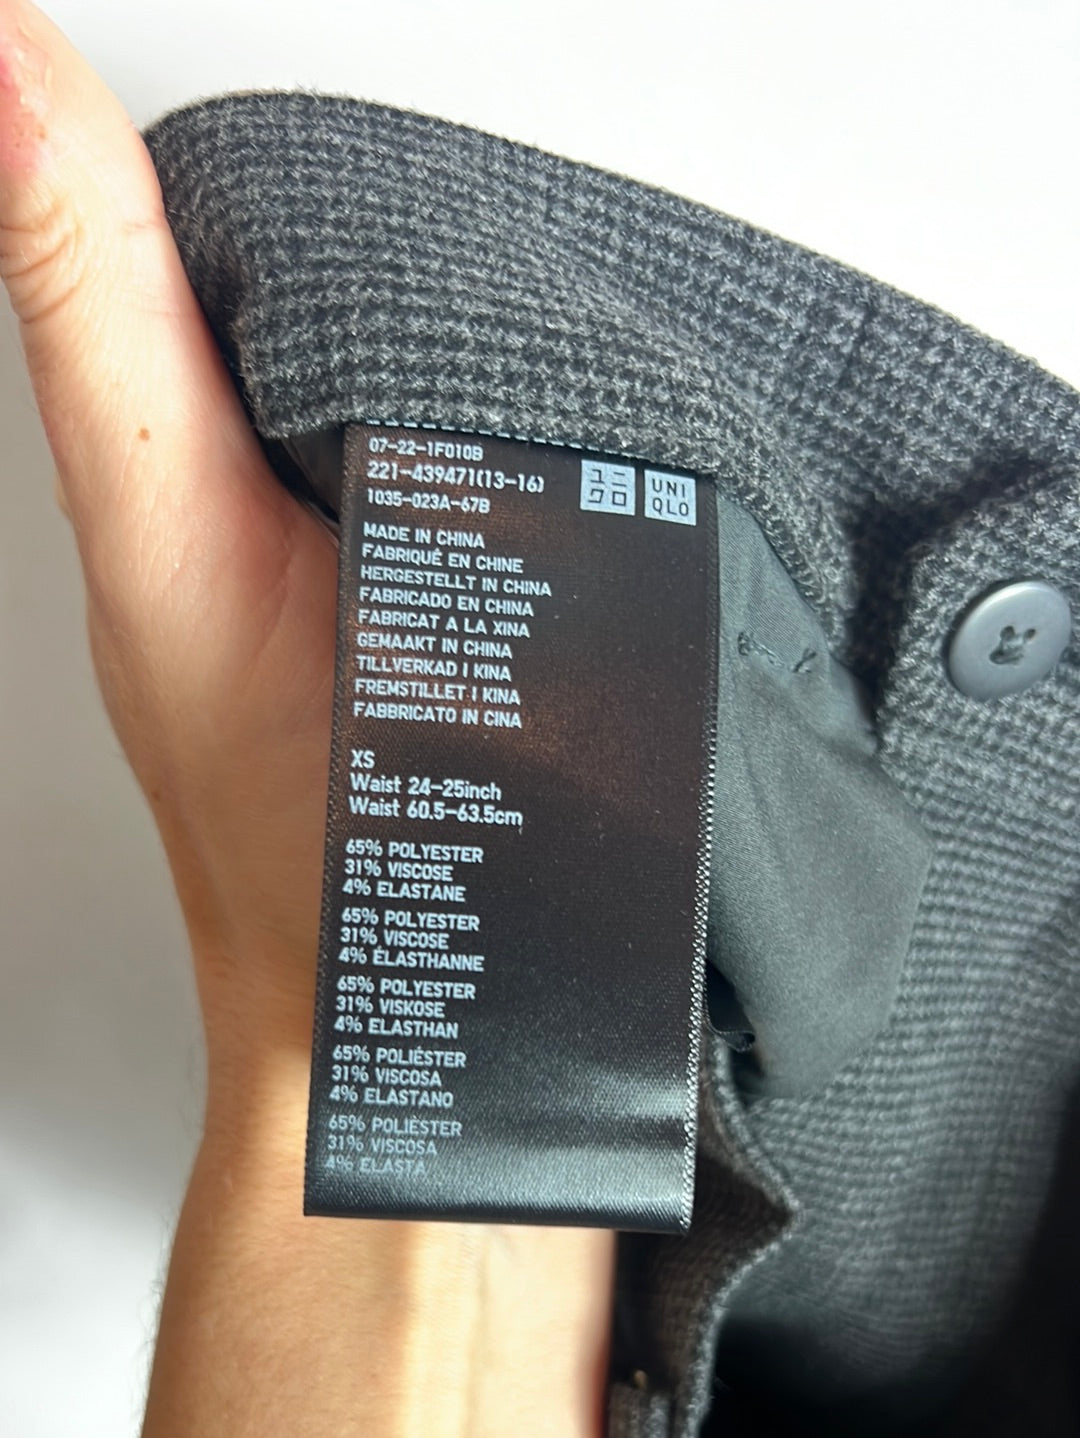 07-22-1F010B
221-439471(13-16)
1035-023A-67B
ユニ
クロ
UNI
QLO
MADE IN CHINA
FABRIQUÉ EN CHINE
HERGESTELLT IN CHINA
FABRICADO EN CHINA
FABRICAT A LA XINA
GEMAAKT IN CHINA
TILLVERKAD I KINA
FREMSTILLET I KINA
FABBRICATO IN CINA
XS
Waist 24-25inch
Waist 60.5-63.5cm
65% POLYESTER
31% VISCOSE
4% ELASTANE
65% POLYESTER
31% VISCOSE
4% ÉLASTHANNE
65% POLYESTER
31% VISKOSE
4% ELASTHAN
65% POLIÉSTER
31% VISCOSA
4% ELASTANO
65% POLIÈSTER
31% VISCOSA
4% ELASTA